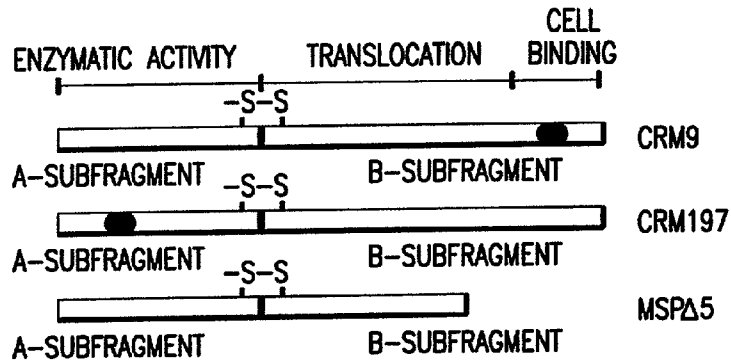 ENZYMATIC ACTIVITY TRANSLOCATION CELL BINDING
-S-S
CRM9
A-SUBFRAGMENT B-SUBFRAGMENT
-S-S
CRM197
A-SUBFRAGMENT B-SUBFRAGMENT
-S-S
MSPΔ5
A-SUBFRAGMENT B-SUBFRAGMENT